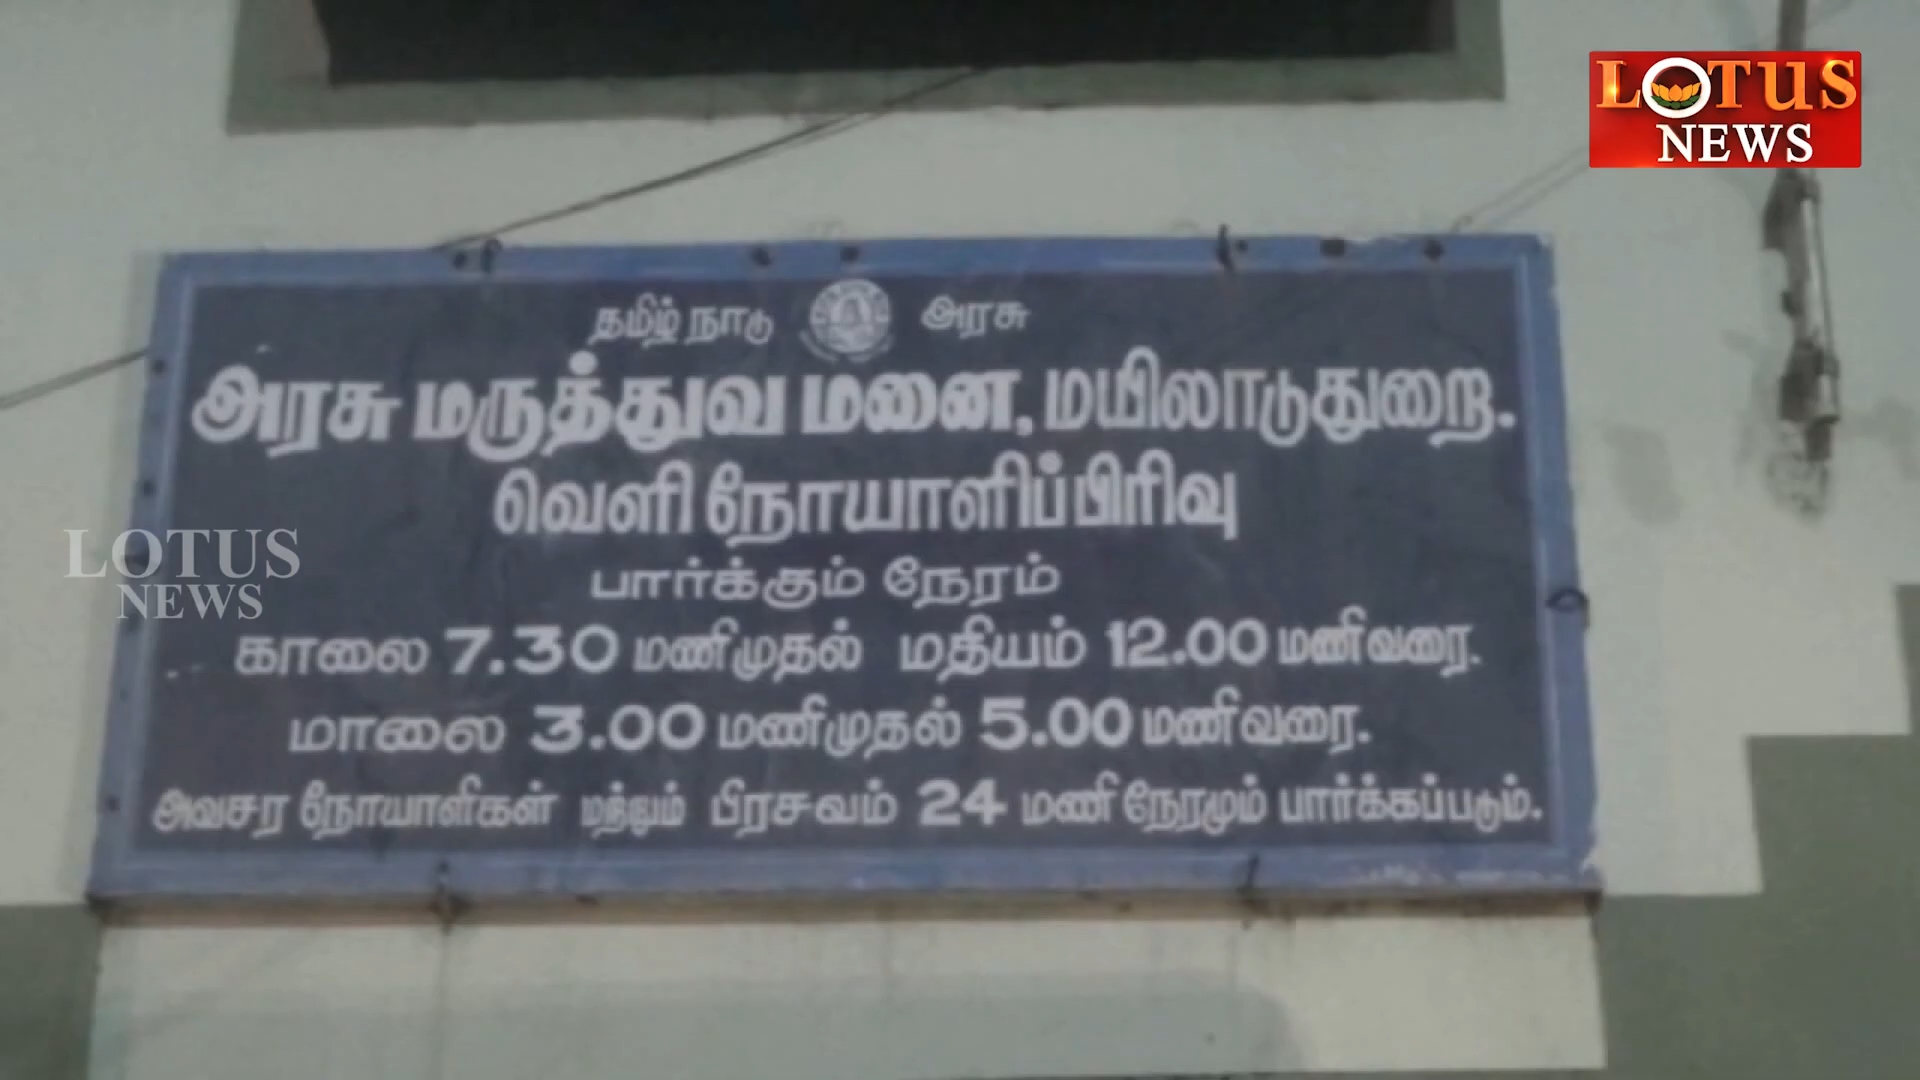 LOTUS
NEWS
தமிழ் நாடு அரசு
அரசு மருத்துவ மனை, மயிலாடுதுறை.
வெளி நோயாளிப்பிரிவு
பார்க்கும் நேரம்
காலை 7.30 மணிமுதல் மதியம் 12.00 மணிவரை.
மாலை 3.00 மணிமுதல் 5.00 மணிவரை.
அவசர நோயாளிகள் மற்றும் பிரசவம் 24 மணி நேரமும் பார்க்கப்படும்.
LOTUS
NEWS